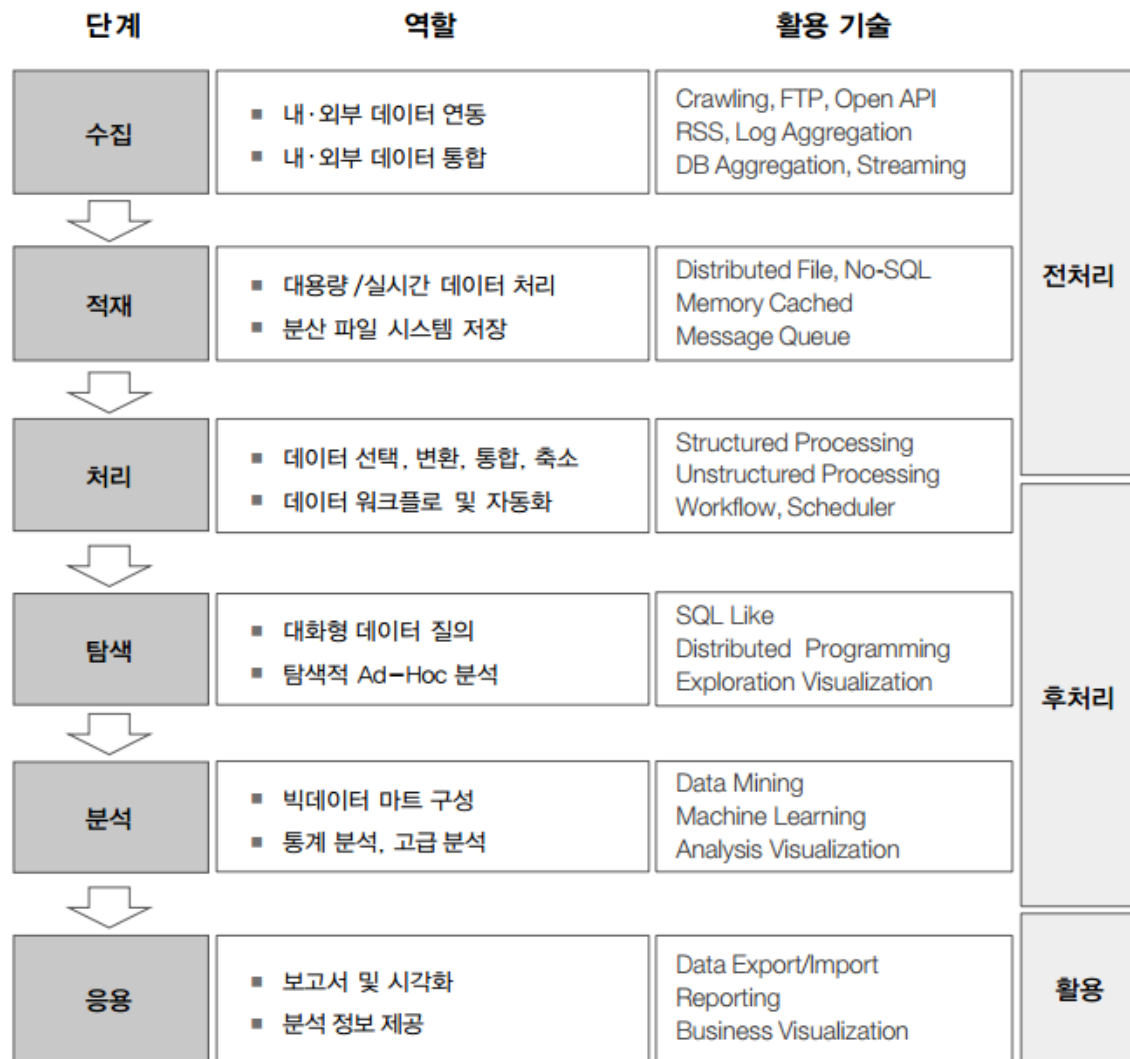 단계 역할 활용 기술
수집
▪ 내·외부 데이터 연동
▪ 내·외부 데이터 통합
Crawling, FTP, Open API
RSS, Log Aggregation
DB Aggregation, Streaming
전처리
적재
▪ 대용량 /실시간 데이터 처리
▪ 분산 파일 시스템 저장
Distributed File, No-SQL
Memory Cached
Message Queue
처리
▪ 데이터 선택, 변환, 통합, 축소
▪ 데이터 워크플로 및 자동화
Structured Processing
Unstructured Processing
Workflow, Scheduler
후처리
탐색
▪ 대화형 데이터 질의
▪ 탐색적 Ad-Hoc 분석
SQL Like
Distributed Programming
Exploration Visualization
분석
▪ 빅데이터 마트 구성
▪ 통계 분석, 고급 분석
Data Mining
Machine Learning
Analysis Visualization
응용
▪ 보고서 및 시각화
▪ 분석 정보 제공
Data Export/Import
Reporting
Business Visualization
활용